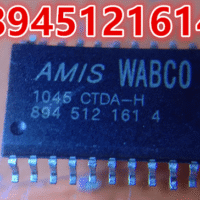 8945121614
AMIS WABCO
1045 CTDA-H
894 512 161 4